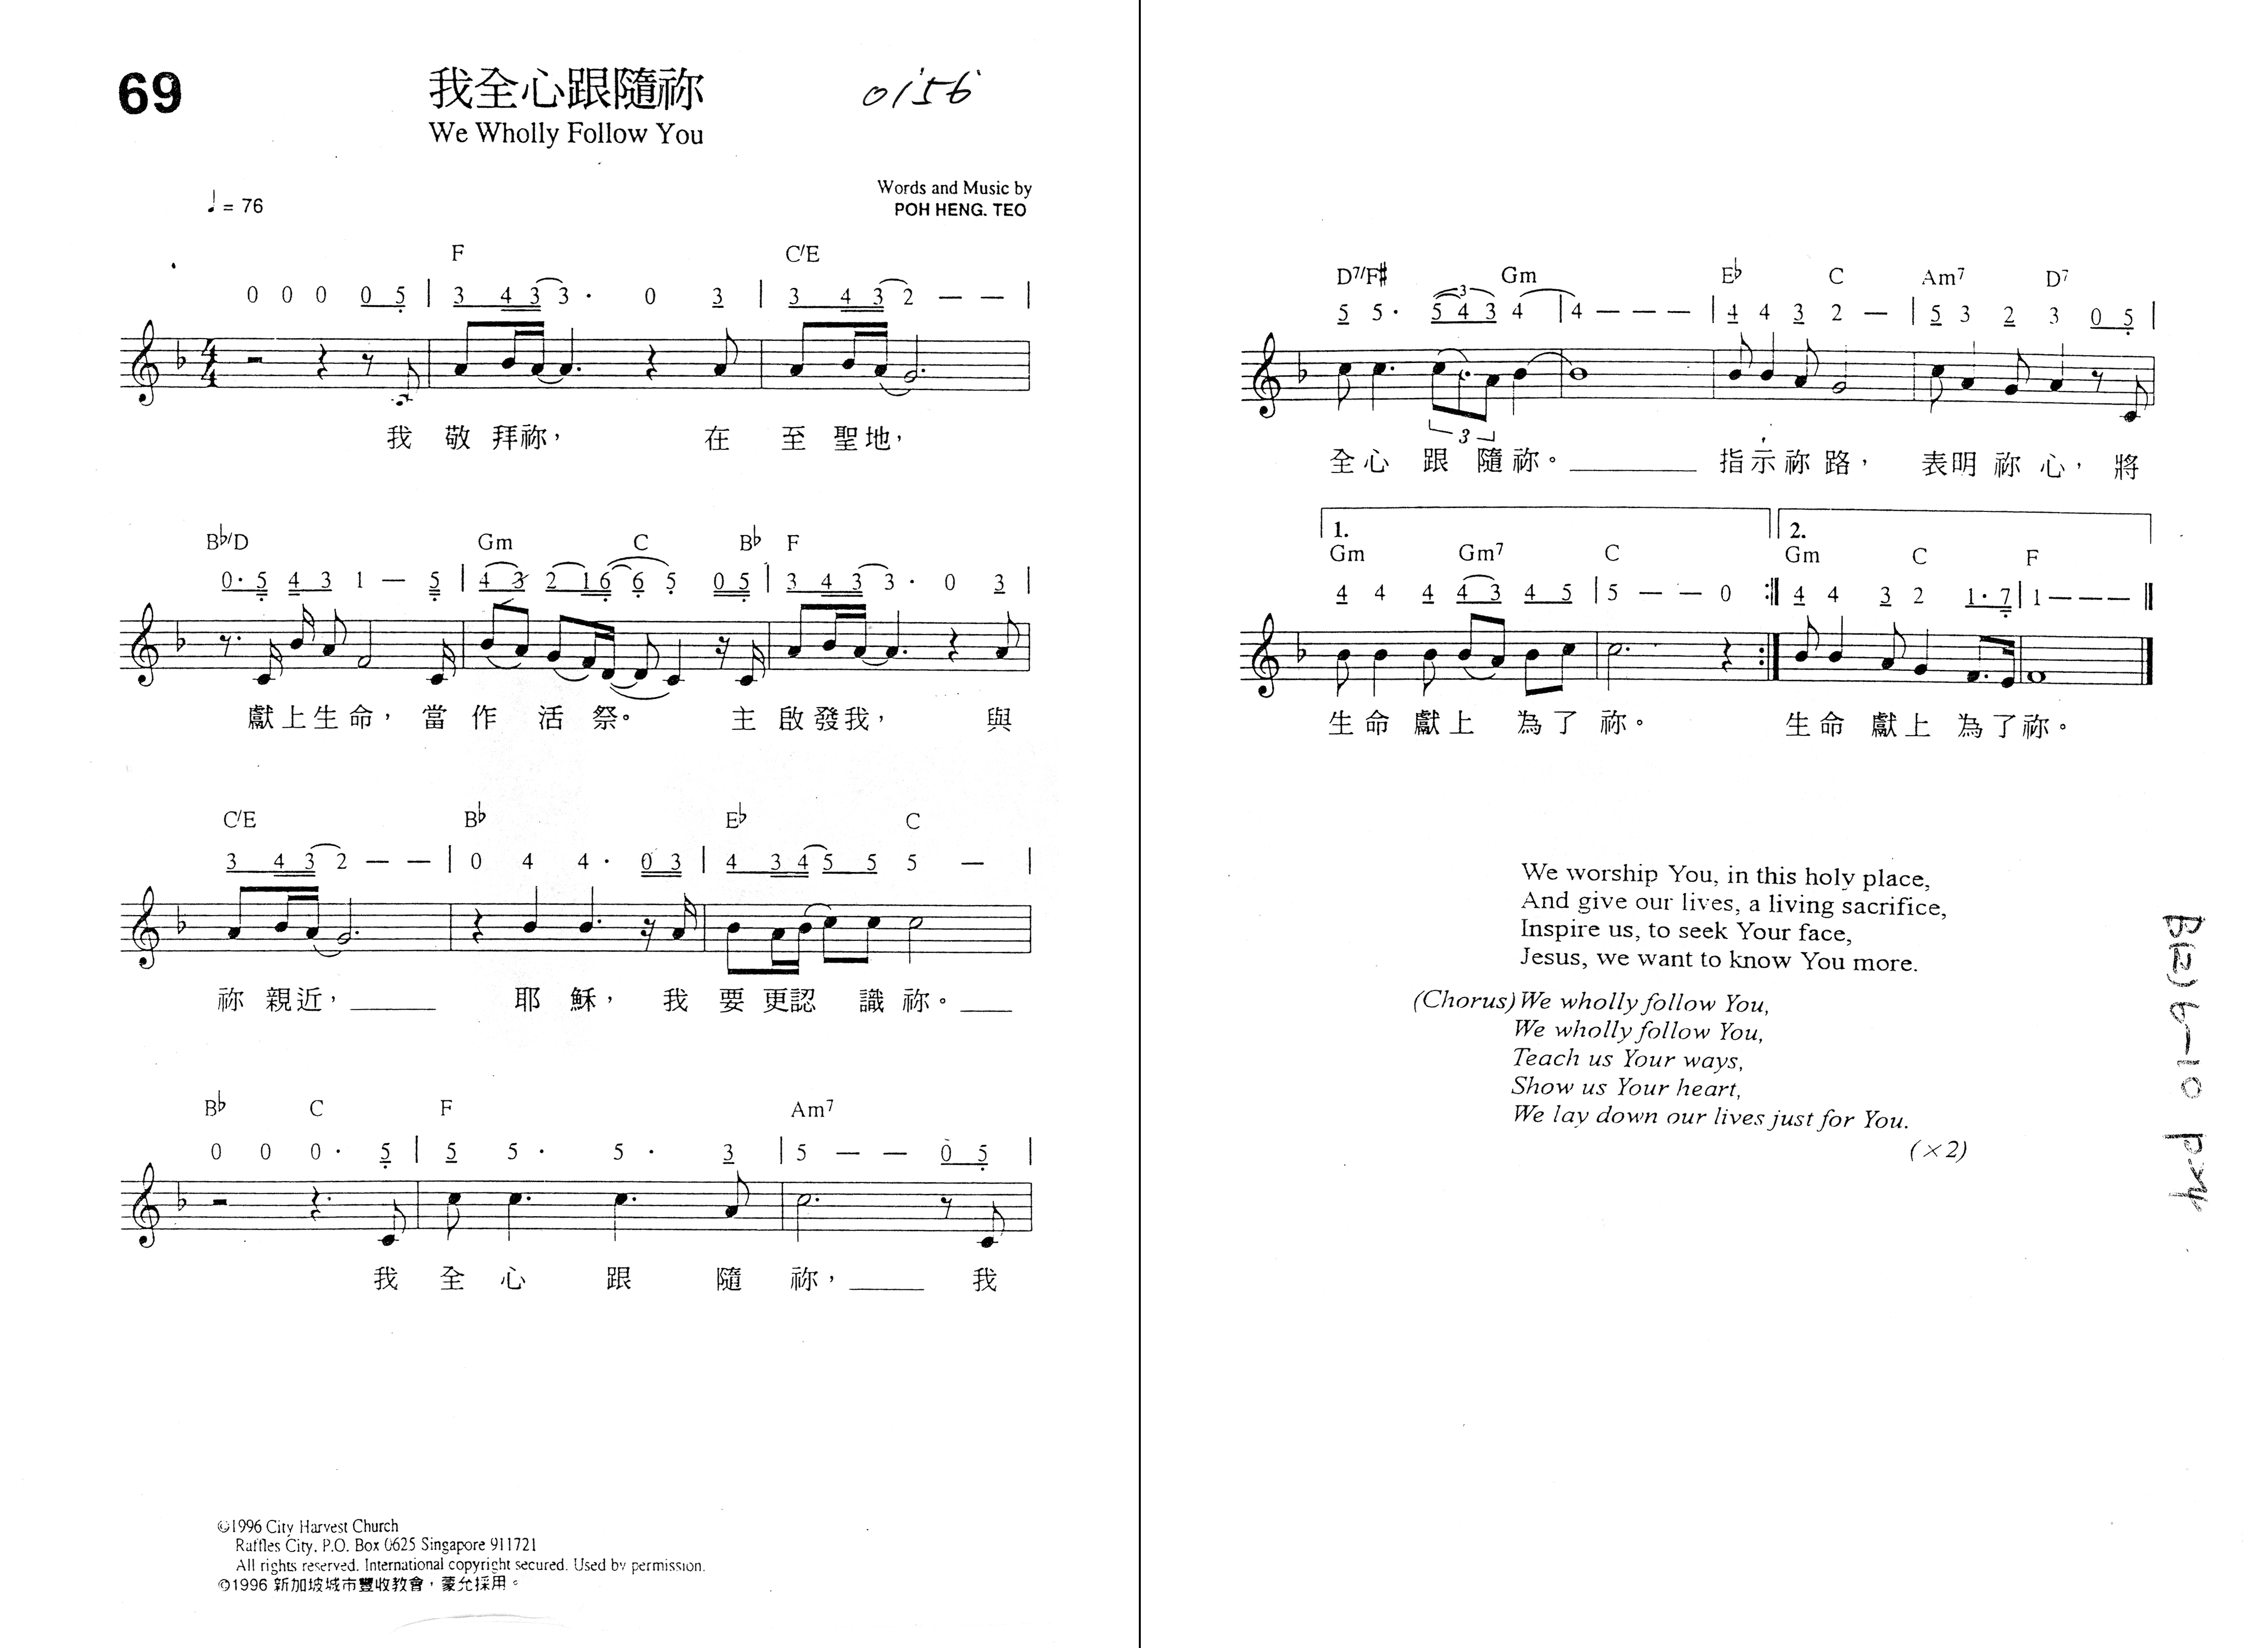 69
我全心跟隨祢
0156
We Wholly Follow You
Words and Music by
♩= 76
POH HENG. TEO
F C/E
0 0 0 0 5 | 3 4 3 3 · 0 3 | 3 4 3 2 — — |
4/4
我 敬 拜祢， 在 至 聖地，
B♭/D Gm C B♭ F
0· 5 4 3 1 — 5 | 4 3 2 1 6 6 5 0 5 | 3 4 3 3 · 0 3 |
獻上生命，當 作 活 祭。 主 啟發我， 與
C/E B♭ E♭ C
3 4 3 2 — — | 0 4 4 · 0 3 | 4 3 4 5 5 5 — |
祢 親近，______ 耶 穌， 我 要 更認 識 祢。____
B♭ C F Am7
0 0 0 · 5 | 5 5 · 5 · 3 | 5 — — 0 5 |
我 全 心 跟 隨 祢，______ 我
©1996 City Harvest Church
Raffles City. P.O. Box 0625 Singapore 911721
All rights reserved. International copyright secured. Used by permission.
©1996 新加坡城市豐收教會，蒙允採用。
D7/F♯ Gm E♭ C Am7 D7
3
5 5 · 5 4 3 4 | 4 — — — | 4 4 3 2 — | 5 3 2 3 0 5 |
3
全心 跟 隨祢。________ 指示祢路， 表明祢心，將
1. 2.
Gm Gm7 C Gm C F
4 4 4 4 3 4 5 | 5 — — 0 :‖ 4 4 3 2 1· 7 | 1 — — — ‖
生命 獻上 為了 祢。 生命 獻上 為了祢。
We worship You, in this holy place,
And give our lives, a living sacrifice,
Inspire us, to seek Your face,
Jesus, we want to know You more.
(Chorus) We wholly follow You,
We wholly follow You,
Teach us Your ways,
Show us Your heart,
We lay down our lives just for You.
(×2)